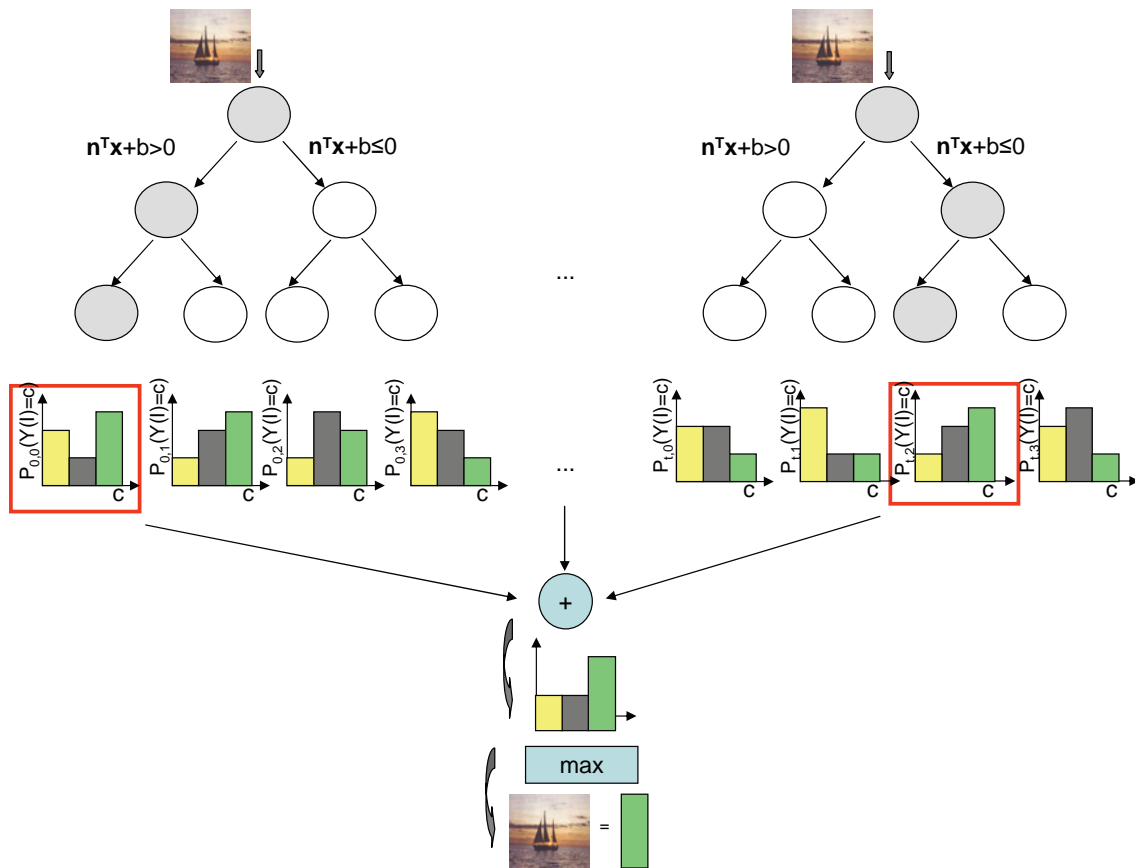 nᵀx+b>0
nᵀx+b≤0
nᵀx+b>0
nᵀx+b≤0
...
P0,0(Y(I)=c)
c
P0,1(Y(I)=c)
c
P0,2(Y(I)=c)
c
P0,3(Y(I)=c)
c
...
Pt,0(Y(I)=c)
c
Pt,1(Y(I)=c)
c
Pt,2(Y(I)=c)
c
Pt,3(Y(I)=c)
c
+
max
=